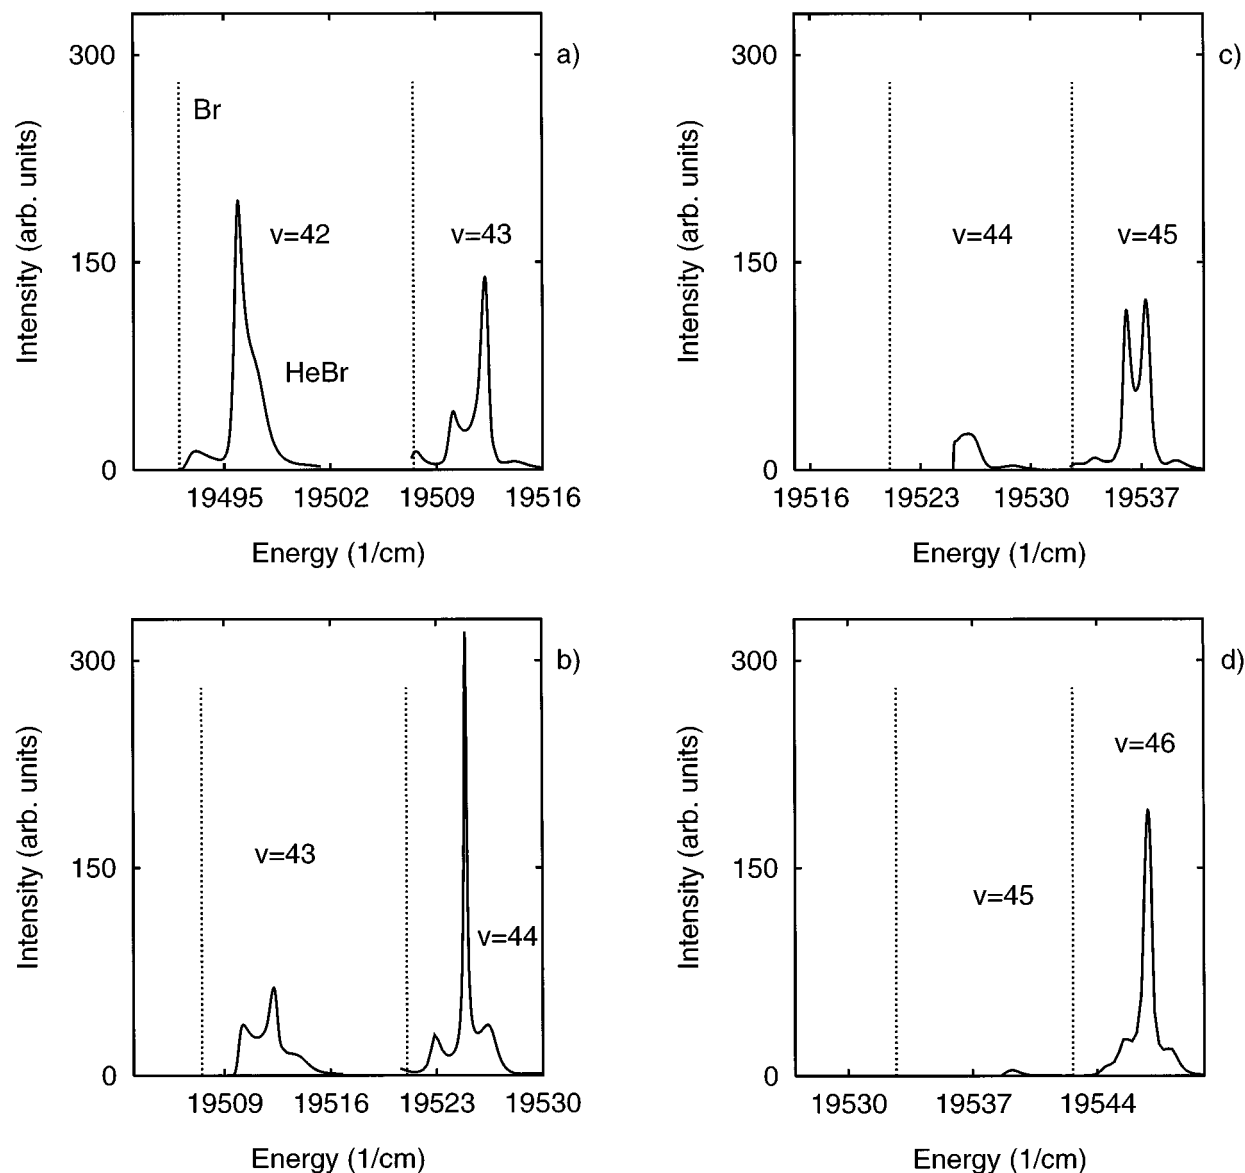 300
150
0
Intensity (arb. units)
a)
Br
v=42
v=43
HeBr
19495
19502
19509
19516
Energy (1/cm)
300
150
0
Intensity (arb. units)
c)
v=44
v=45
19516
19523
19530
19537
Energy (1/cm)
300
150
0
Intensity (arb. units)
b)
v=43
v=44
19509
19516
19523
19530
Energy (1/cm)
300
150
0
Intensity (arb. units)
d)
v=46
v=45
19530
19537
19544
Energy (1/cm)